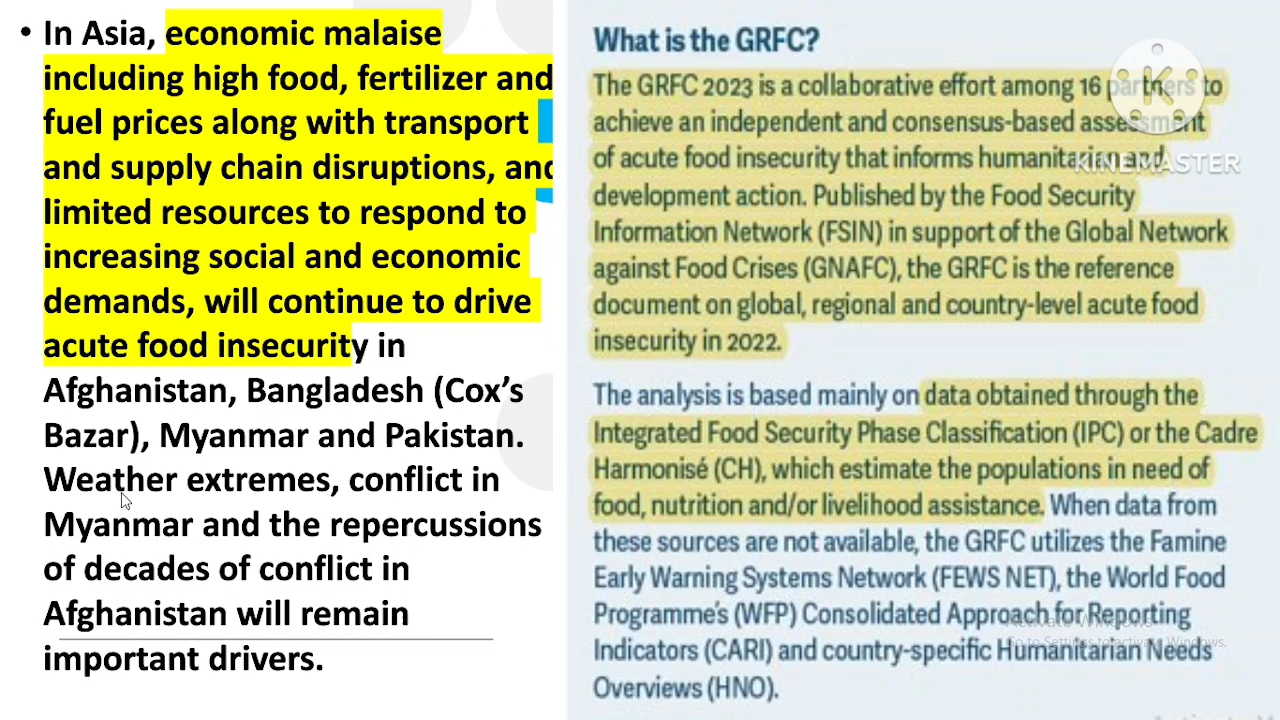 • In Asia, economic malaise
including high food, fertilizer and
fuel prices along with transport
and supply chain disruptions, and
limited resources to respond to
increasing social and economic
demands, will continue to drive
acute food insecurity in
Afghanistan, Bangladesh (Cox’s
Bazar), Myanmar and Pakistan.
Weather extremes, conflict in
Myanmar and the repercussions
of decades of conflict in
Afghanistan will remain
important drivers.
What is the GRFC?
The GRFC 2023 is a collaborative effort among 16 partners to
achieve an independent and consensus-based assessment
of acute food insecurity that informs humanitarian and
development action. Published by the Food Security
Information Network (FSIN) in support of the Global Network
against Food Crises (GNAFC), the GRFC is the reference
document on global, regional and country-level acute food
insecurity in 2022.
The analysis is based mainly on data obtained through the
Integrated Food Security Phase Classification (IPC) or the Cadre
Harmonisé (CH), which estimate the populations in need of
food, nutrition and/or livelihood assistance. When data from
these sources are not available, the GRFC utilizes the Famine
Early Warning Systems Network (FEWS NET), the World Food
Programme’s (WFP) Consolidated Approach for Reporting
Indicators (CARI) and country-specific Humanitarian Needs
Overviews (HNO).
K
KINEMASTER
Activate Windows
Go to Settings to activate Windows.